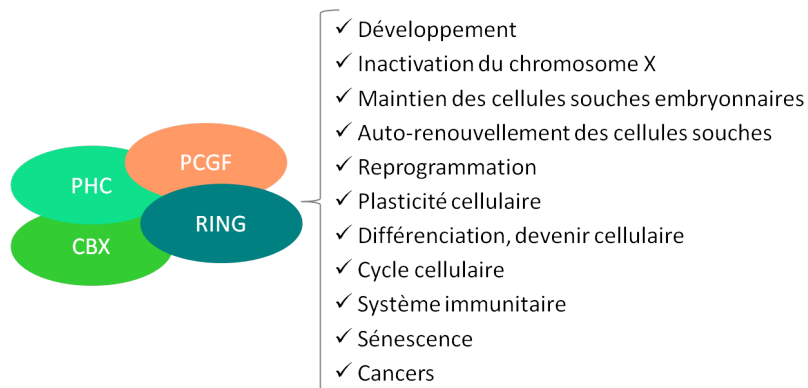 PCGF
PHC
RING
CBX
✓ Développement
✓ Inactivation du chromosome X
✓ Maintien des cellules souches embryonnaires
✓ Auto-renouvellement des cellules souches
✓ Reprogrammation
✓ Plasticité cellulaire
✓ Différenciation, devenir cellulaire
✓ Cycle cellulaire
✓ Système immunitaire
✓ Sénescence
✓ Cancers